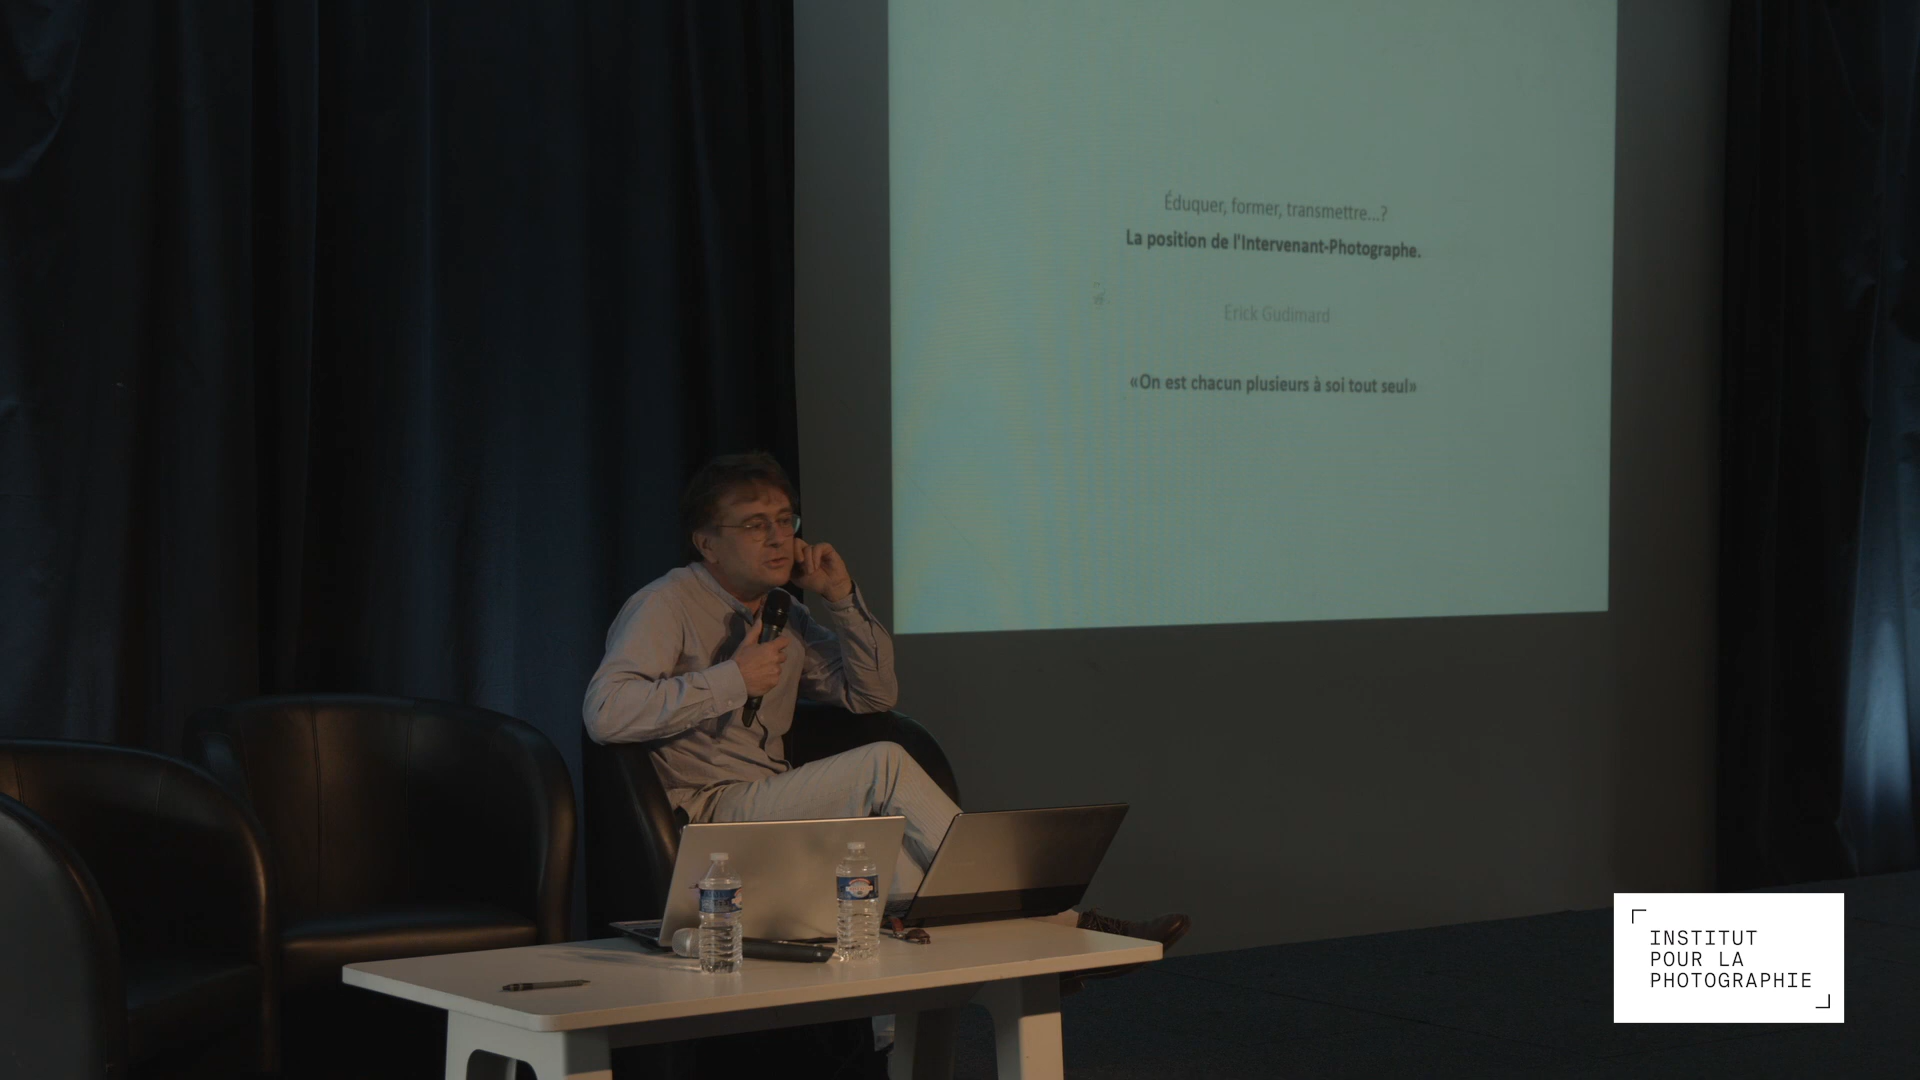 Éduquer, former, transmettre...?
La position de l'Intervenant-Photographe.
Erick Gudimard
«On est chacun plusieurs à soi tout seul»
INSTITUT
POUR LA
PHOTOGRAPHIE